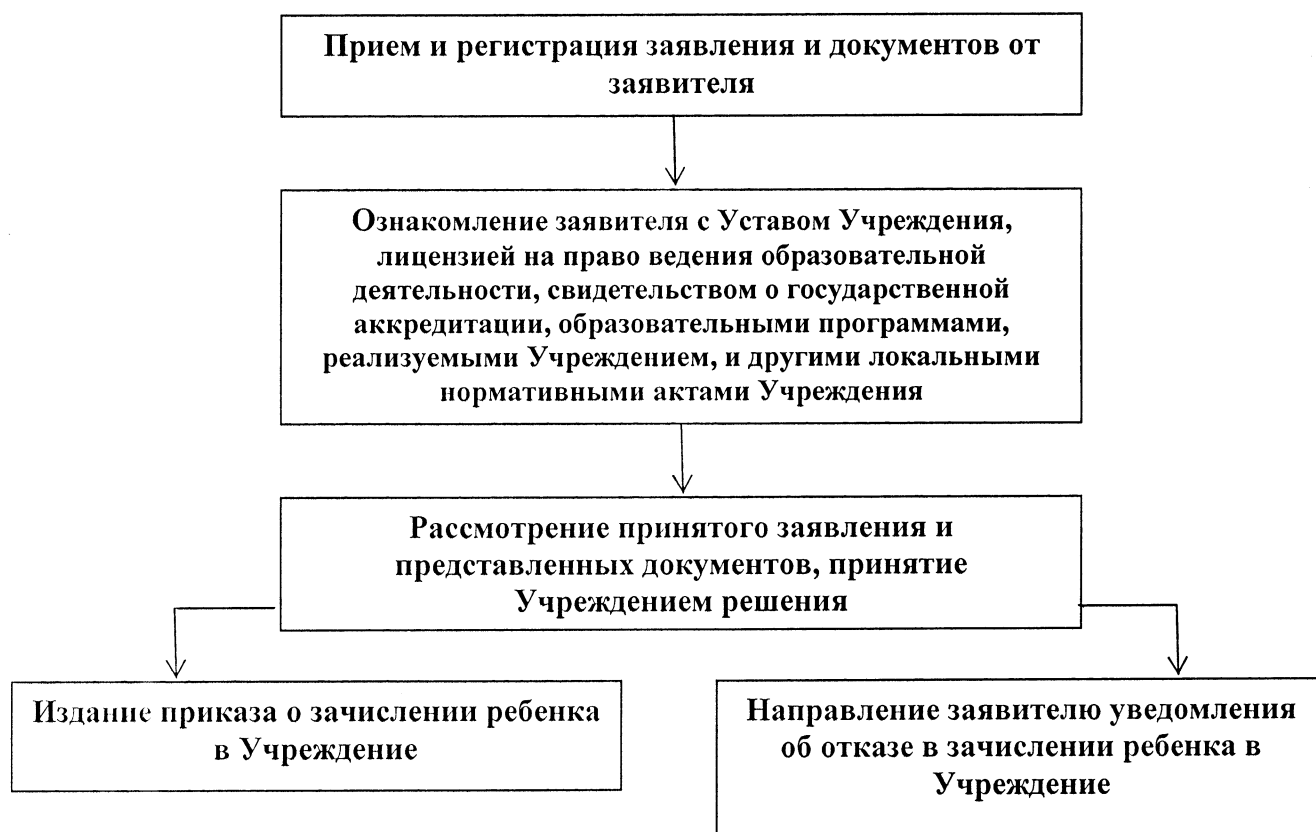 Прием и регистрация заявления и документов от
заявителя
Ознакомление заявителя с Уставом Учреждения,
лицензией на право ведения образовательной
деятельности, свидетельством о государственной
аккредитации, образовательными программами,
реализуемыми Учреждением, и другими локальными
нормативными актами Учреждения
Рассмотрение принятого заявления и
представленных документов, принятие
Учреждением решения
Издание приказа о зачислении ребенка
в Учреждение
Направление заявителю уведомления
об отказе в зачислении ребенка в
Учреждение